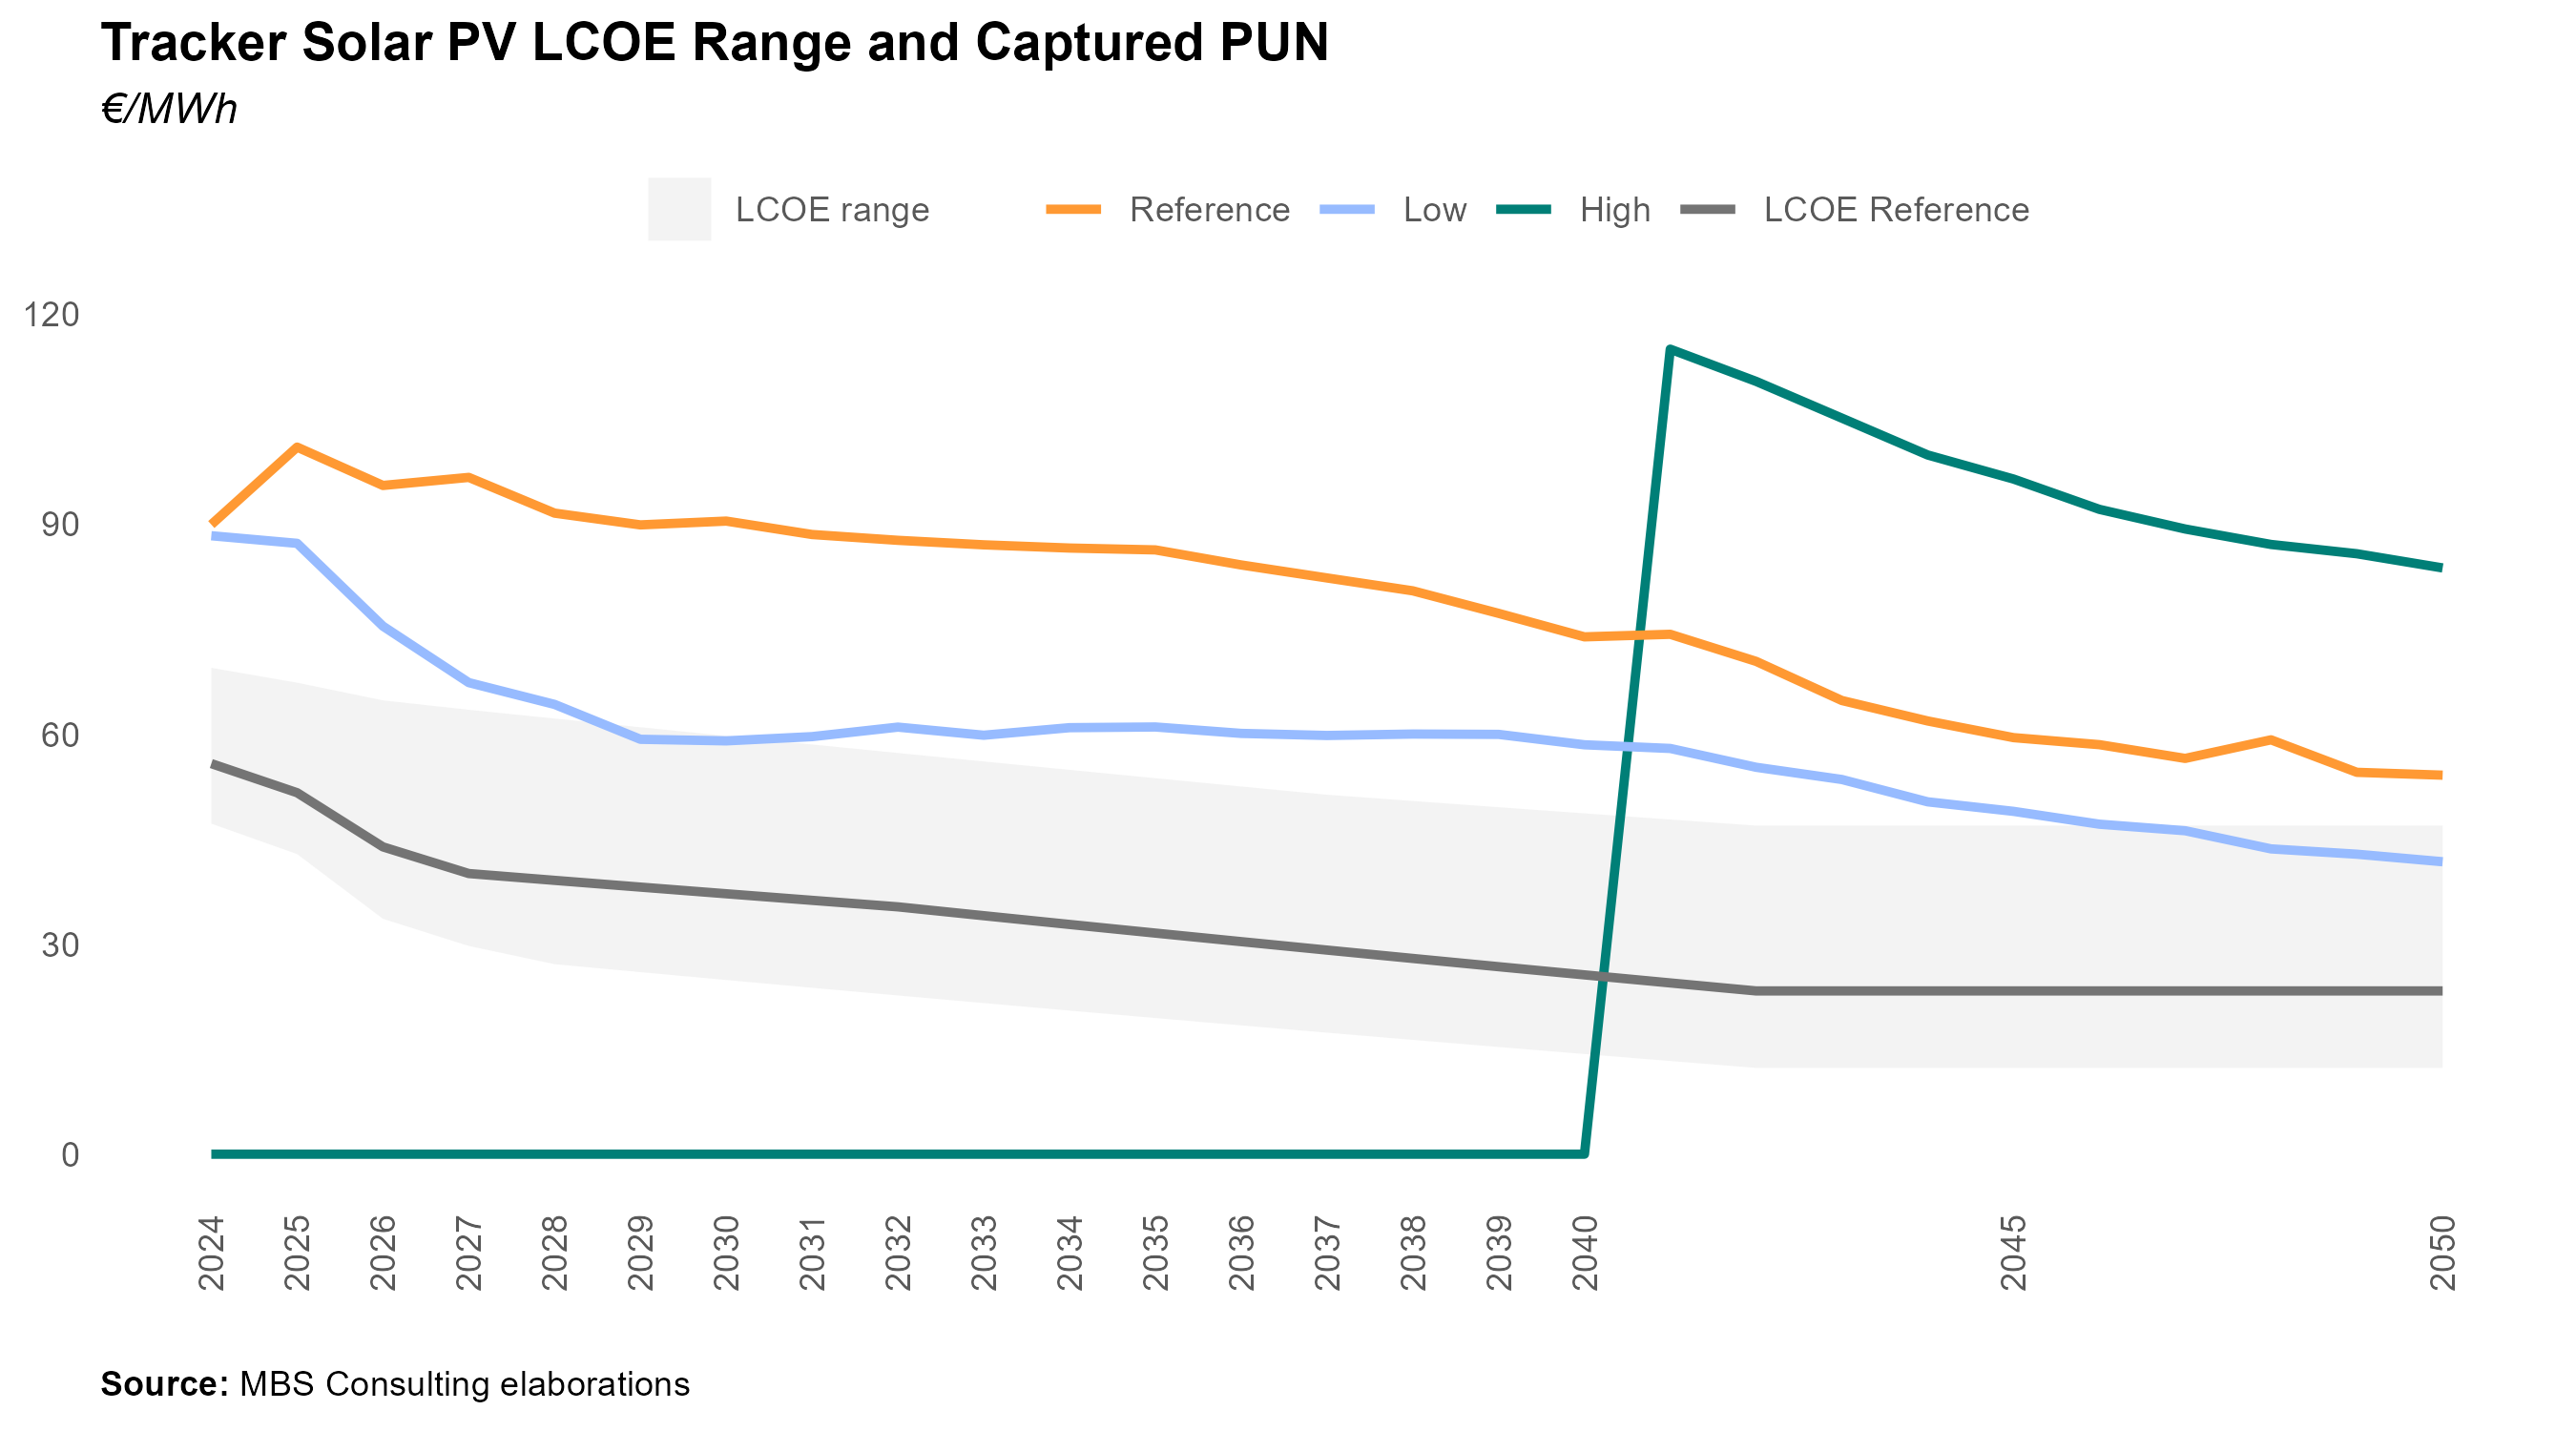 Tracker Solar PV LCOE Range and Captured PUN
€/MWh
LCOE range Reference Low High LCOE Reference
120
90
60
30
0
2024 2025 2026 2027 2028 2029 2030 2031 2032 2033 2034 2035 2036 2037 2038 2039 2040 2045 2050
Source: MBS Consulting elaborations